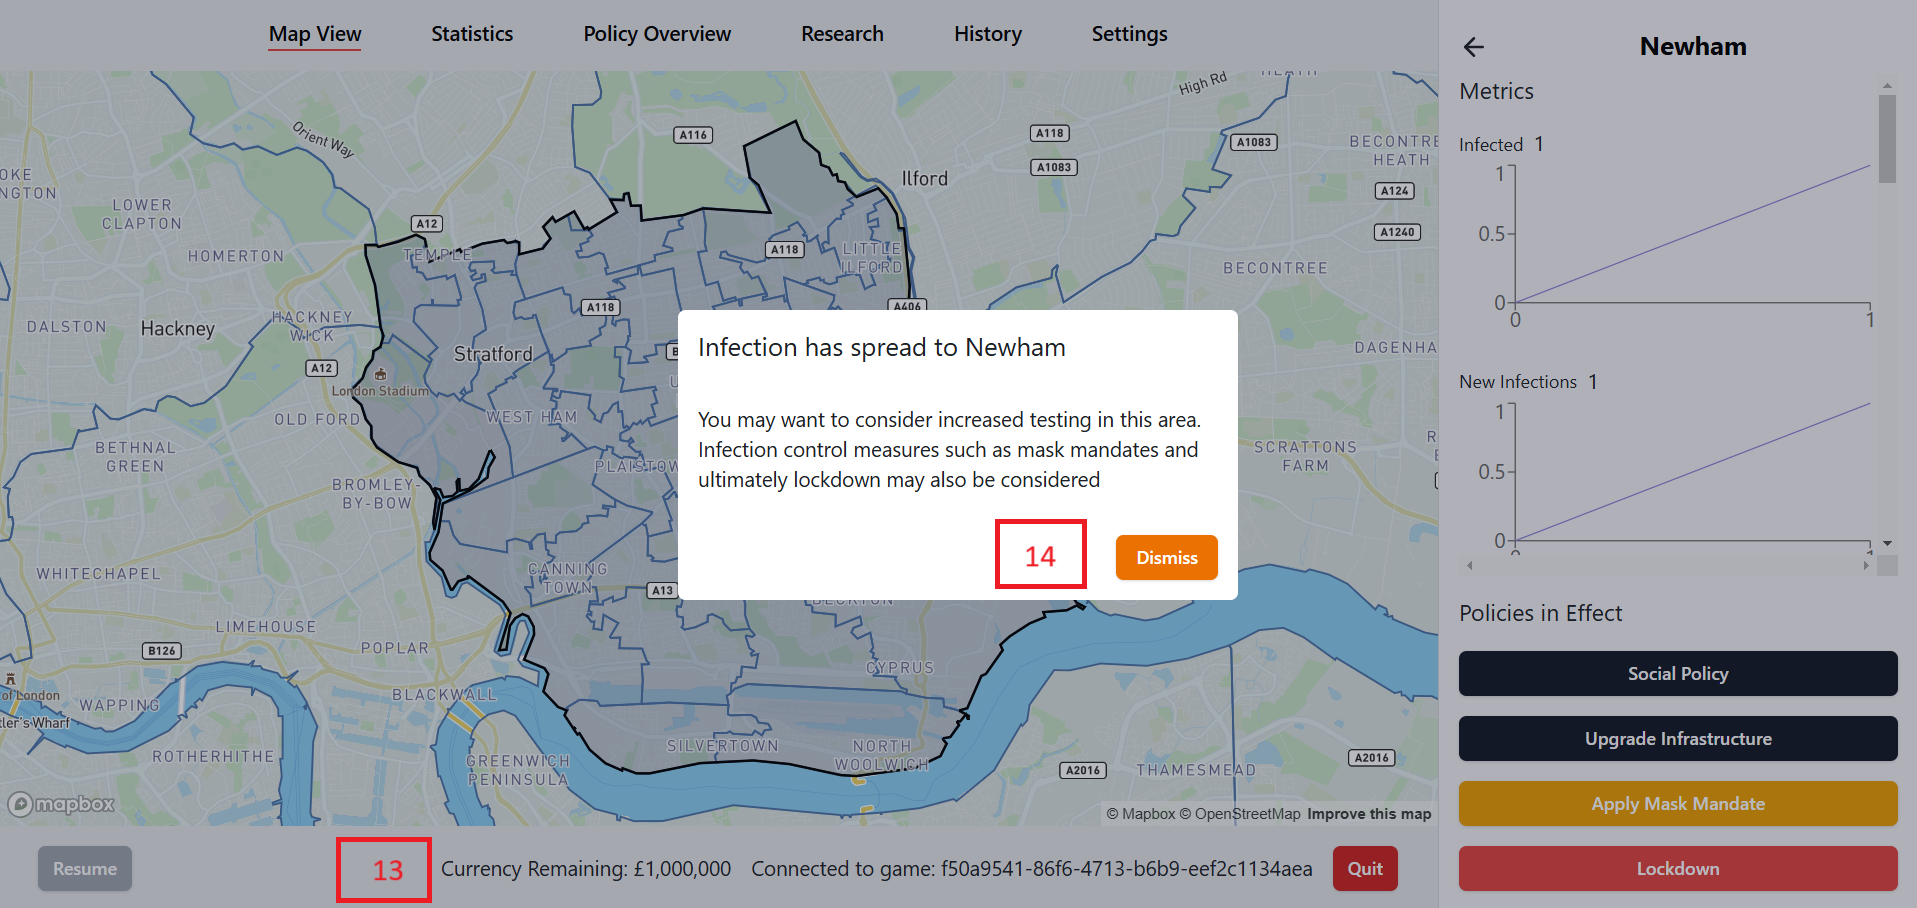 Map View
Statistics
Policy Overview
Research
History
Settings
Newham
Metrics
Infected 1
1
0.5
0
0
1
New Infections 1
1
0.5
0
Policies in Effect
Social Policy
Upgrade Infrastructure
Apply Mask Mandate
Lockdown
High Rd
Orient Way
A116
A118
A1083
A1083
BECONTREE
HEATH
Ilford
A124
LOWER
CLAPTON
A12
A1240
HOMERTON
TEMPLE
A118
LITTLE
ILFORD
BECONTREE
HACKNEY
WICK
A118
A406
DALSTON
Hackney
Stratford
A12
London Stadium
OLD FORD
WEST HAM
BETHNAL
GREEN
SCRATTONS
FARM
BROMLEY-
BY-BOW
Infection has spread to Newham
You may want to consider increased testing in this area.
Infection control measures such as mask mandates and
ultimately lockdown may also be considered
14
Dismiss
WHITECHAPEL
CANNING
TOWN
A13
BECKTON
LIMEHOUSE
B126
POPLAR
CYPRUS
of London
WAPPING
BLACKWALL
ler's Wharf
ROTHERHITHE
SILVERTOWN
NORTH
WOOLWICH
GREENWICH
PENINSULA
A2016
THAMESMEAD
A2016
mapbox
© Mapbox © OpenStreetMap Improve this map
Resume
13
Currency Remaining: £1,000,000
Connected to game: f50a9541-86f6-4713-b6b9-eef2c1134aea
Quit